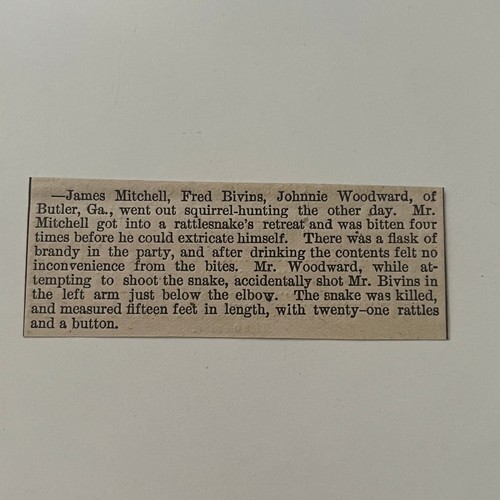 —James Mitchell, Fred Bivins, Johnnie Woodward, of
Butler, Ga., went out squirrel-hunting the other day. Mr.
Mitchell got into a rattlesnake's retreat and was bitten four
times before he could extricate himself. There was a flask of
brandy in the party, and after drinking the contents felt no
inconvenience from the bites. Mr. Woodward, while at-
tempting to shoot the snake, accidentally shot Mr. Bivins in
the left arm just below the elbow. The snake was killed,
and measured fifteen feet in length, with twenty-one rattles
and a button.